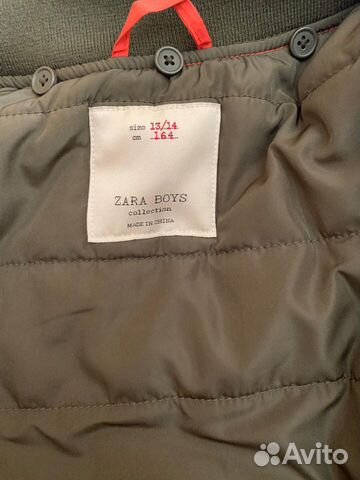 size 13/14
cm 164
ZARA BOYS
collection
MADE IN CHINA
Avito